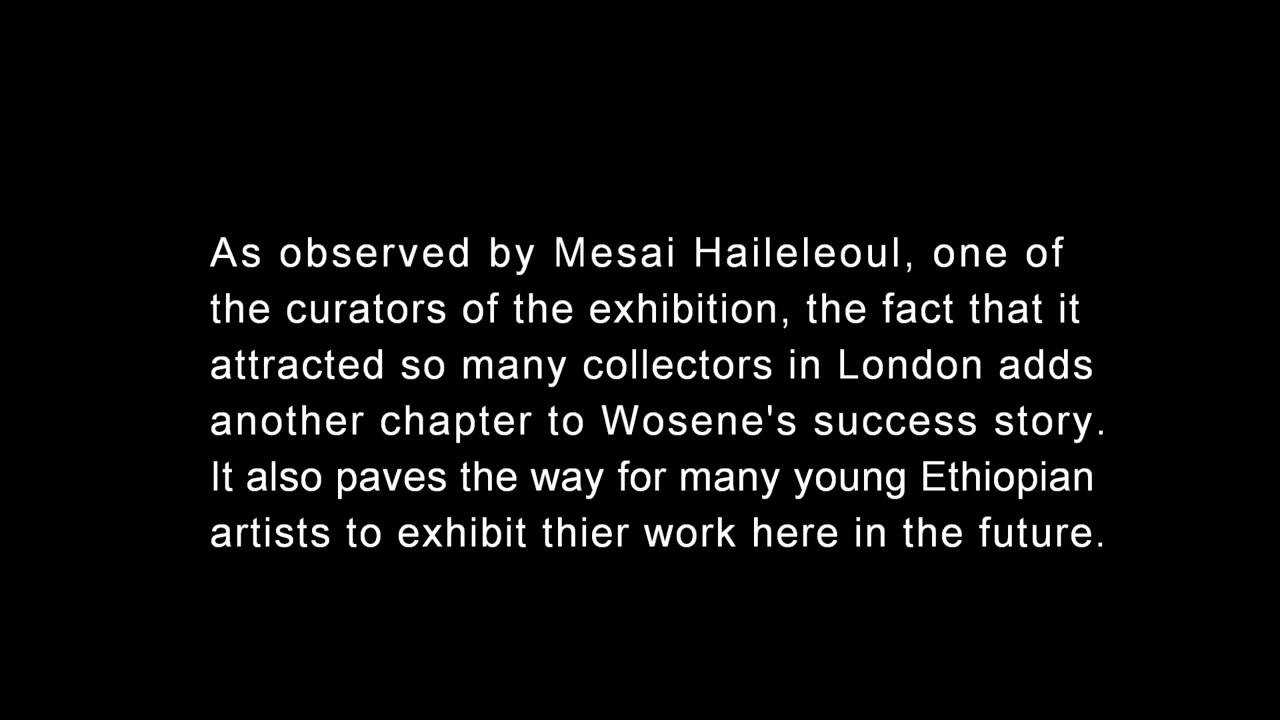 As observed by Mesai Haileleoul, one of
the curators of the exhibition, the fact that it
attracted so many collectors in London adds
another chapter to Wosene's success story.
It also paves the way for many young Ethiopian
artists to exhibit thier work here in the future.